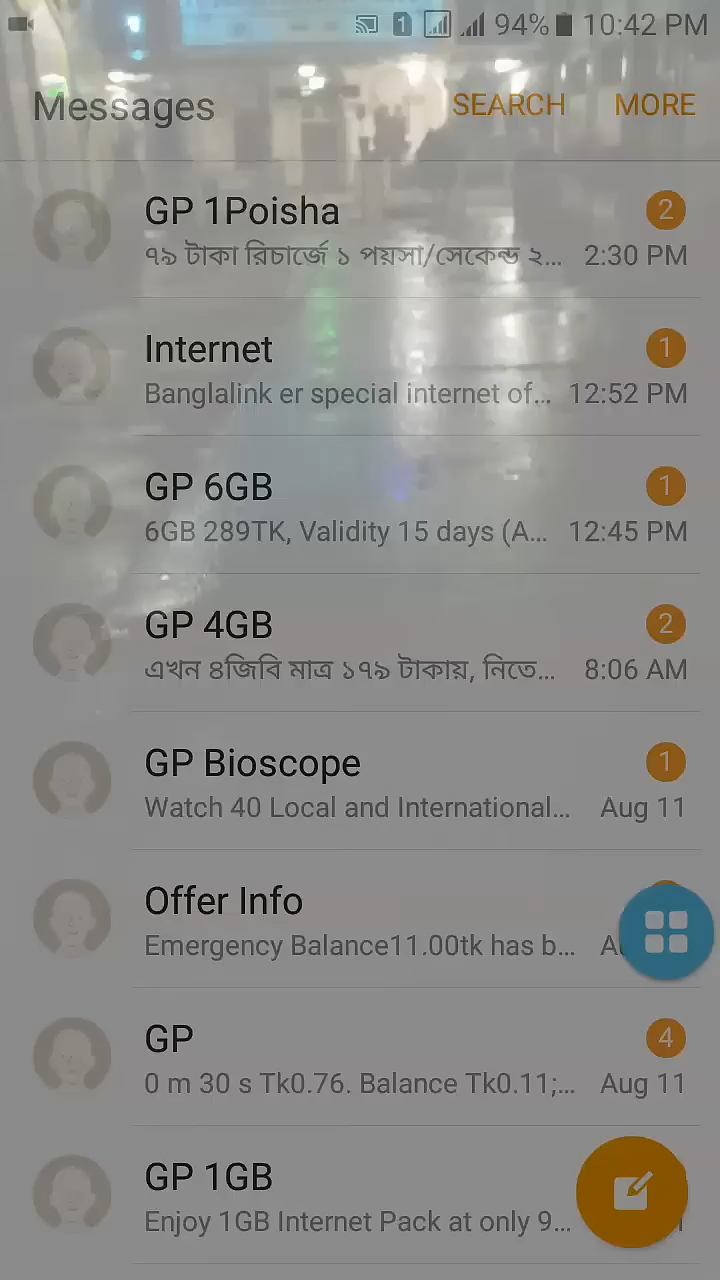 94% 10:42 PM
Messages SEARCH MORE
GP 1Poisha 2
৭৯ টাকা রিচার্জে ১ পয়সা/সেকেন্ড ২... 2:30 PM
Internet 1
Banglalink er special internet of... 12:52 PM
GP 6GB 1
6GB 289TK, Validity 15 days (A... 12:45 PM
GP 4GB 2
এখন ৪জিবি মাত্র ১৭৯ টাকায়, নিতে... 8:06 AM
GP Bioscope 1
Watch 40 Local and International... Aug 11
Offer Info
Emergency Balance11.00tk has b...
GP 4
0 m 30 s Tk0.76. Balance Tk0.11;... Aug 11
GP 1GB
Enjoy 1GB Internet Pack at only 9...